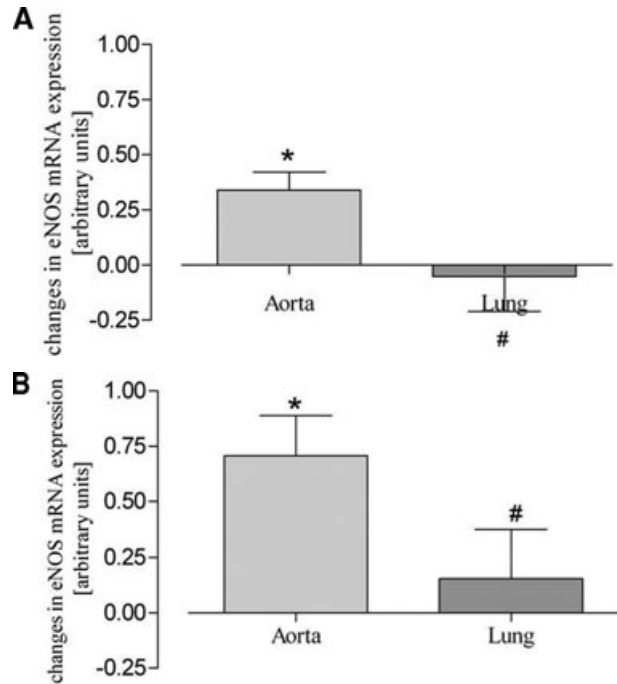 A
changes in eNOS mRNA expression
[arbitrary units]
1.00
0.75
0.50
0.25
0.00
-0.25
*
Aorta
Lung
#
B
changes in eNOS mRNA expression
[arbitrary units]
1.00
0.75
0.50
0.25
0.00
-0.25
*
#
Aorta
Lung